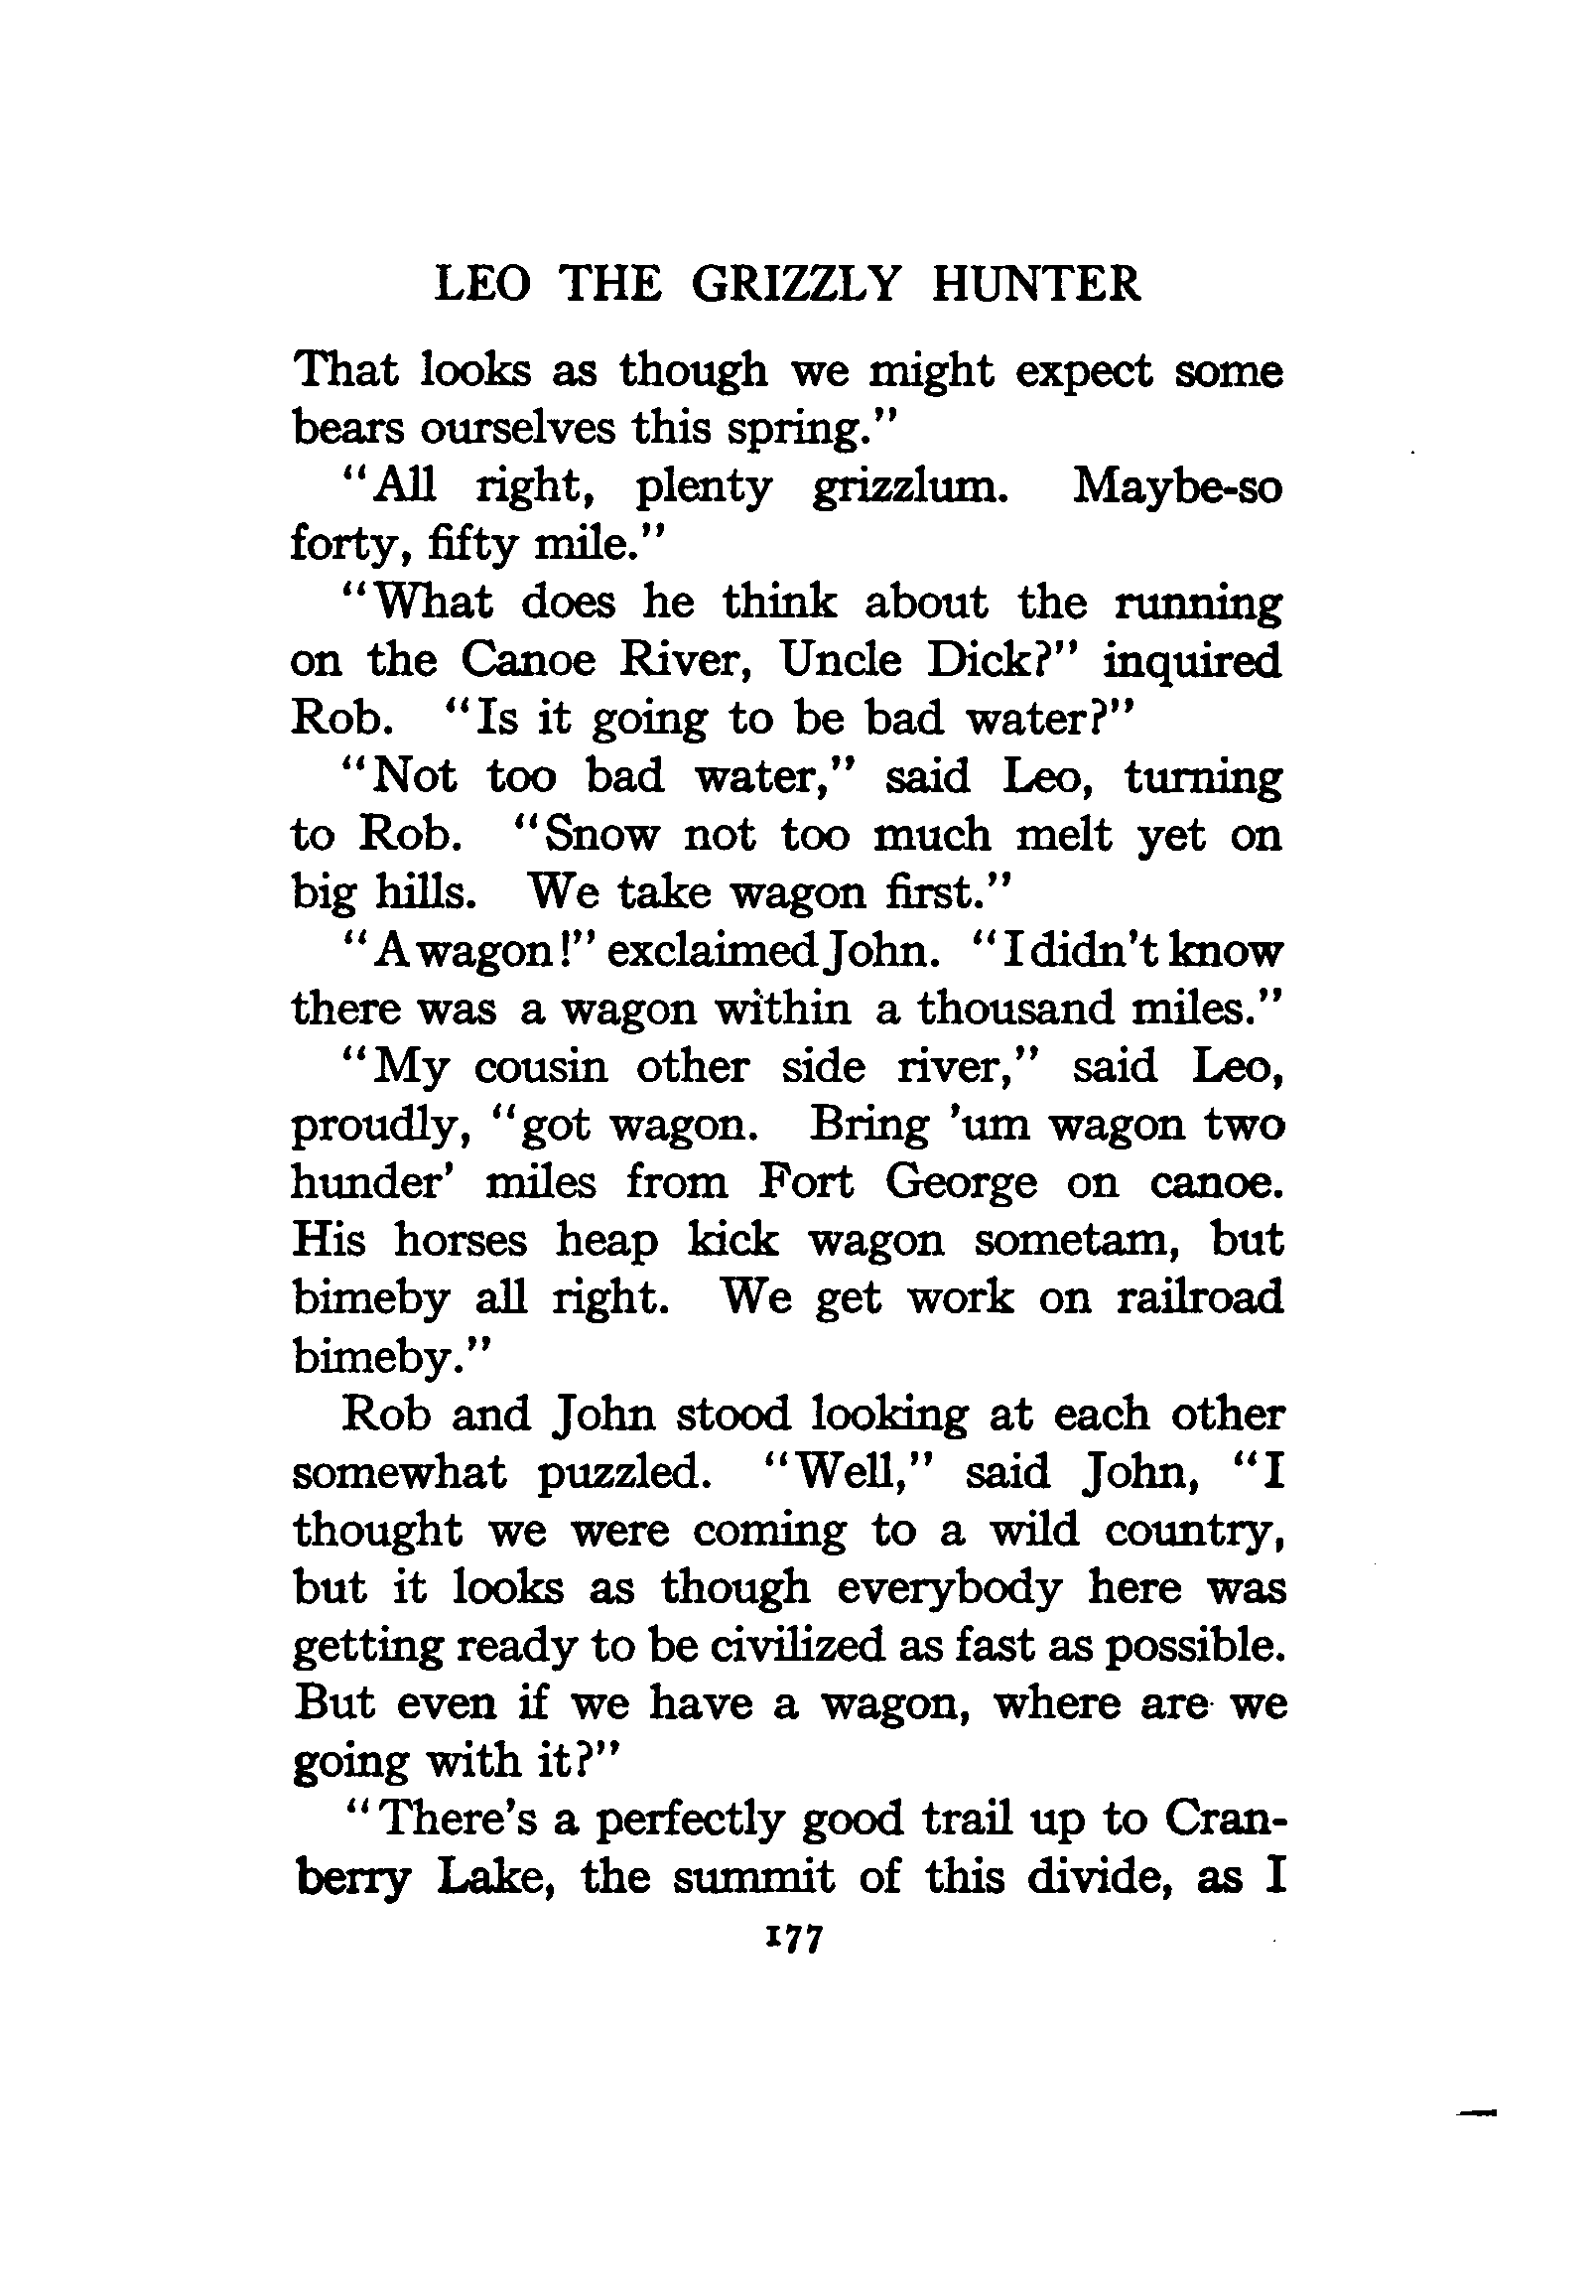 LEO THE GRIZZLY HUNTER
That looks as though we might expect some
bears ourselves this spring."
"All right, plenty grizzlum. Maybe-so
forty, fifty mile."
"What does he think about the running
on the Canoe River, Uncle Dick?" inquired
Rob. "Is it going to be bad water?"
"Not too bad water," said Leo, turning
to Rob. "Snow not too much melt yet on
big hills. We take wagon first."
"A wagon!" exclaimed John. "I didn't know
there was a wagon within a thousand miles."
"My cousin other side river," said Leo,
proudly, "got wagon. Bring 'um wagon two
hunder' miles from Fort George on canoe.
His horses heap kick wagon sometam, but
bimeby all right. We get work on railroad
bimeby."
Rob and John stood looking at each other
somewhat puzzled. "Well," said John, "I
thought we were coming to a wild country,
but it looks as though everybody here was
getting ready to be civilized as fast as possible.
But even if we have a wagon, where are we
going with it?"
"There's a perfectly good trail up to Cran-
berry Lake, the summit of this divide, as I
177